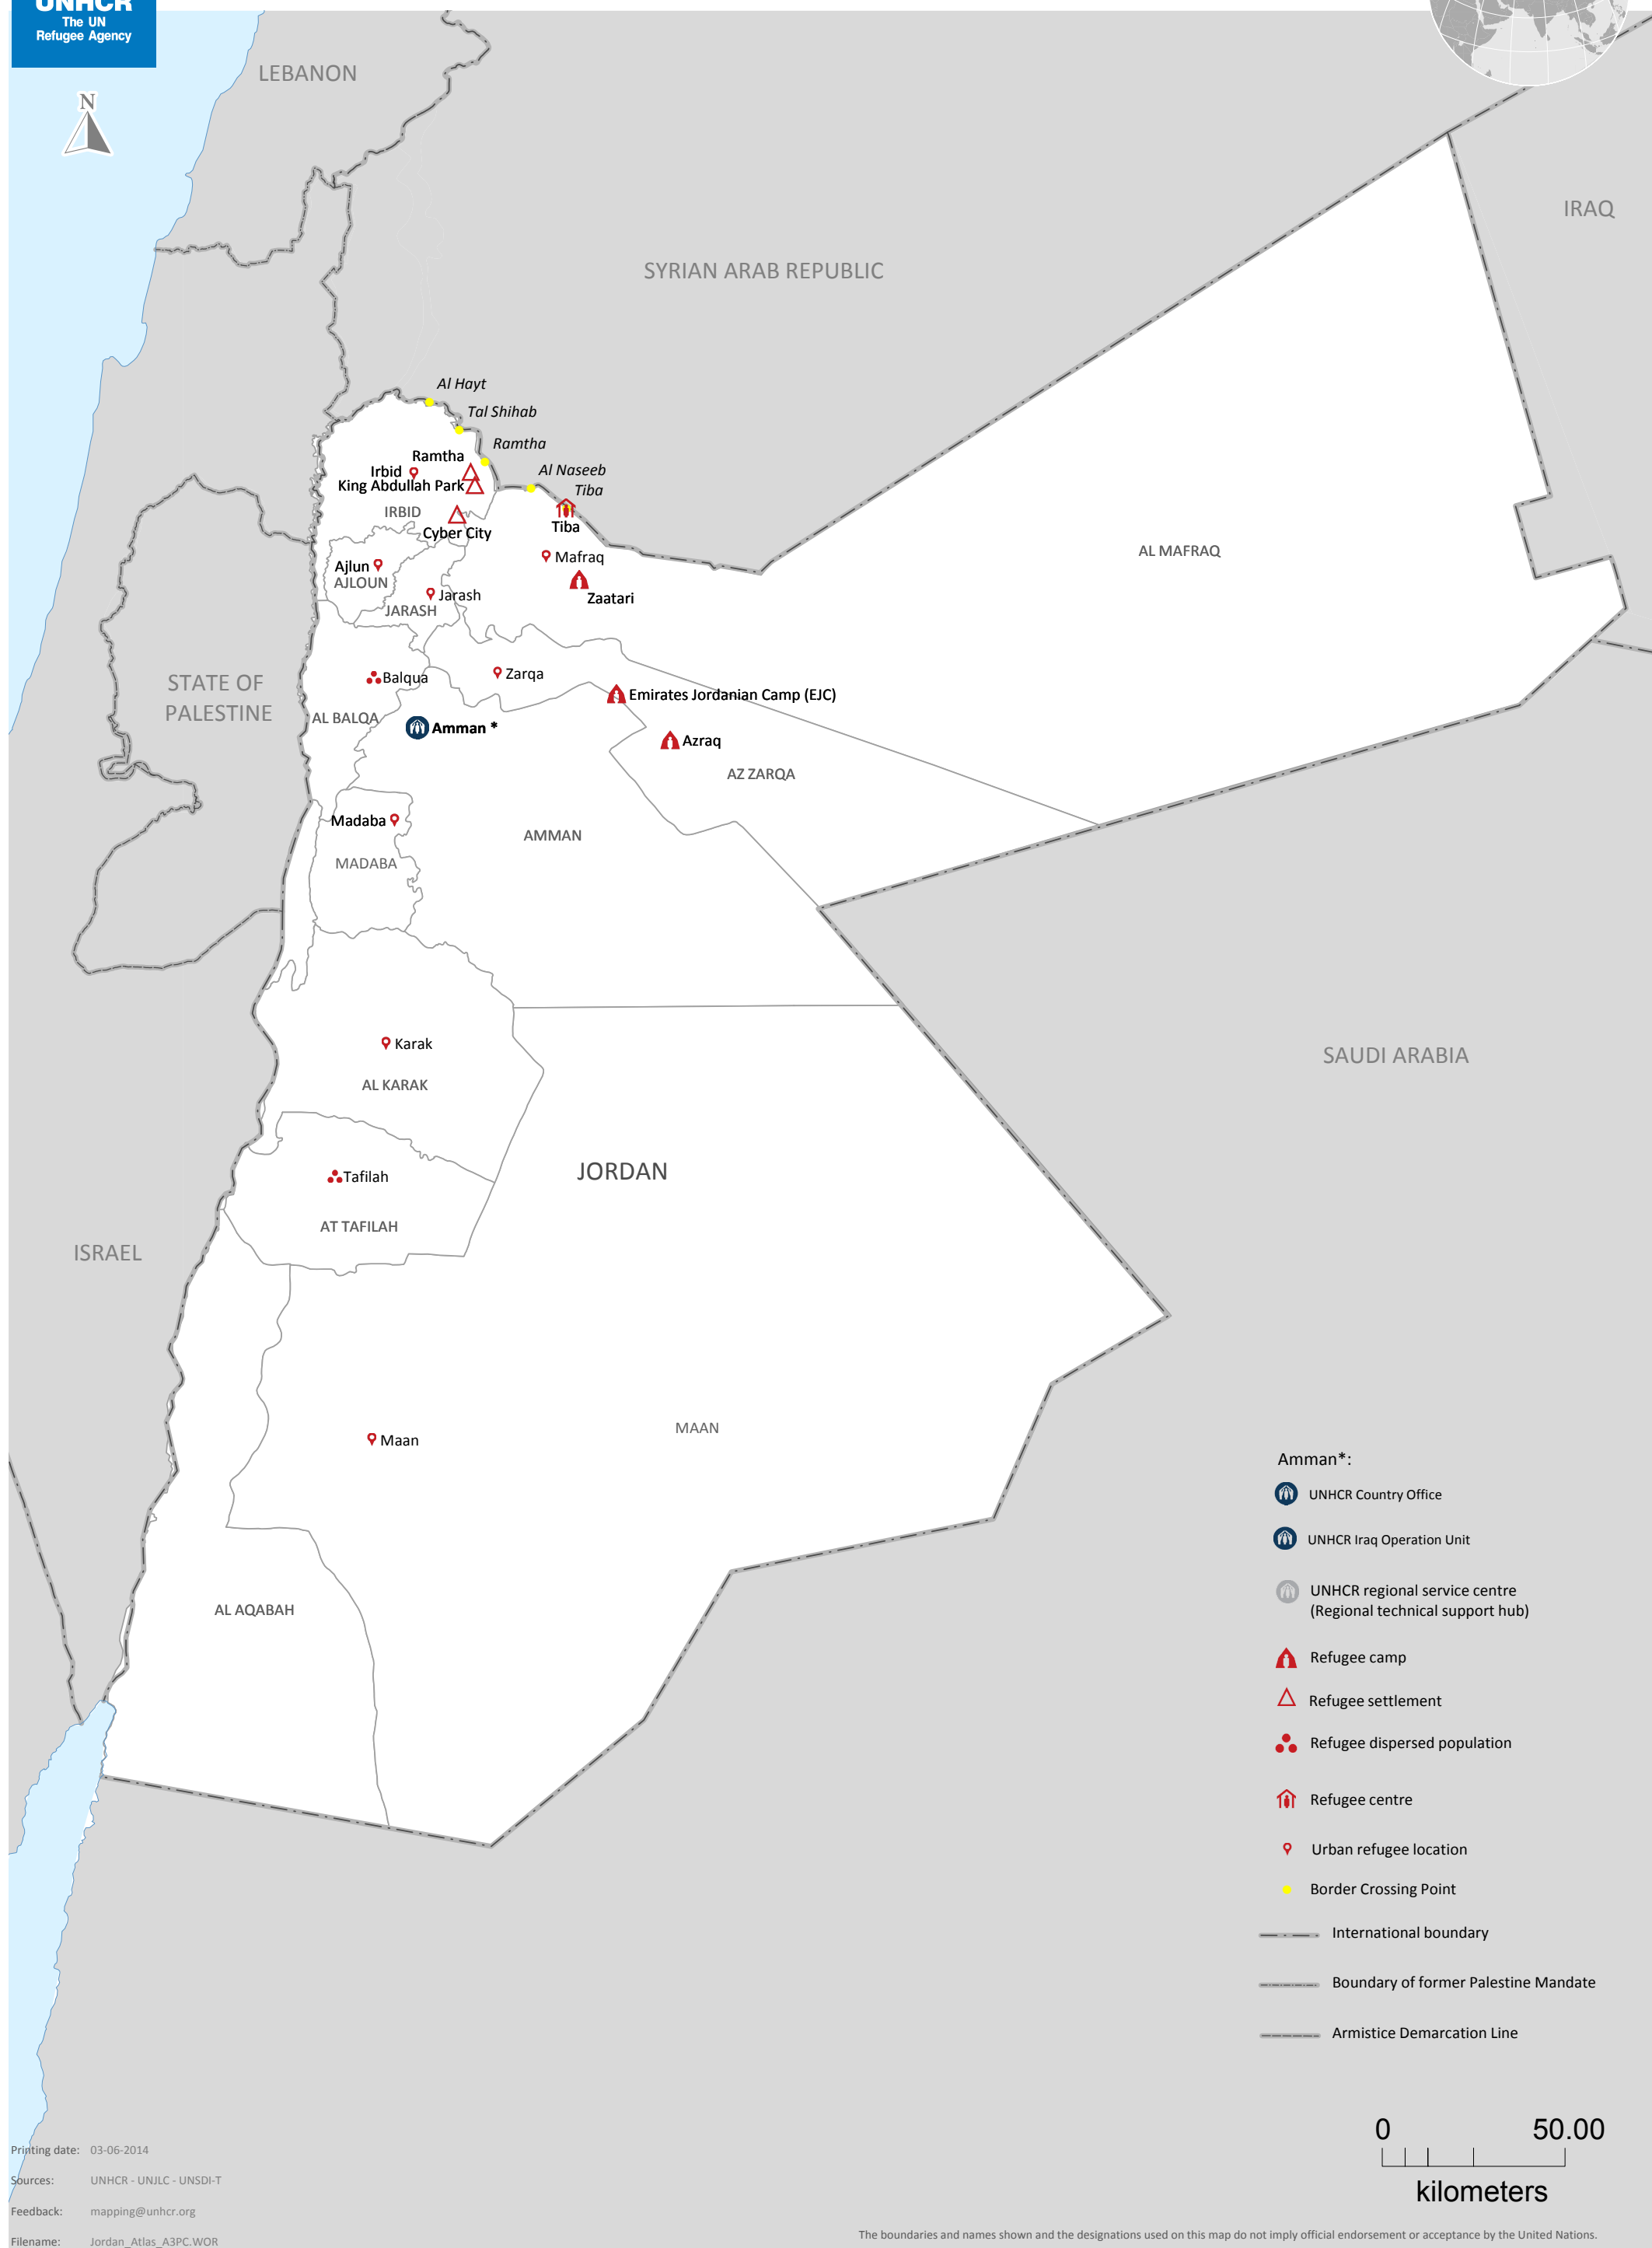 UNHCR
The UN
Refugee Agency
N
LEBANON
IRAQ
SYRIAN ARAB REPUBLIC
Al Hayt
Tal Shihab
Ramtha
Ramtha
Irbid
King Abdullah Park
Al Naseeb
Tiba
IRBID
Tiba
Cyber City
AL MAFRAQ
Mafraq
Ajlun
AJLOUN
Jarash
Zaatari
JARASH
Zarqa
Balqua
STATE OF
PALESTINE
Emirates Jordanian Camp (EJC)
AL BALQA
Amman *
Azraq
AZ ZARQA
Madaba
AMMAN
MADABA
Karak
SAUDI ARABIA
AL KARAK
JORDAN
Tafilah
AT TAFILAH
ISRAEL
MAAN
Maan
AL AQABAH
Amman*:
UNHCR Country Office
UNHCR Iraq Operation Unit
UNHCR regional service centre
(Regional technical support hub)
Refugee camp
Refugee settlement
Refugee dispersed population
Refugee centre
Urban refugee location
Border Crossing Point
International boundary
Boundary of former Palestine Mandate
Armistice Demarcation Line
0 50.00
kilometers
Printing date: 03-06-2014
Sources: UNHCR - UNJLC - UNSDI-T
Feedback: mapping@unhcr.org
Filename: Jordan_Atlas_A3PC.WOR
The boundaries and names shown and the designations used on this map do not imply official endorsement or acceptance by the United Nations.